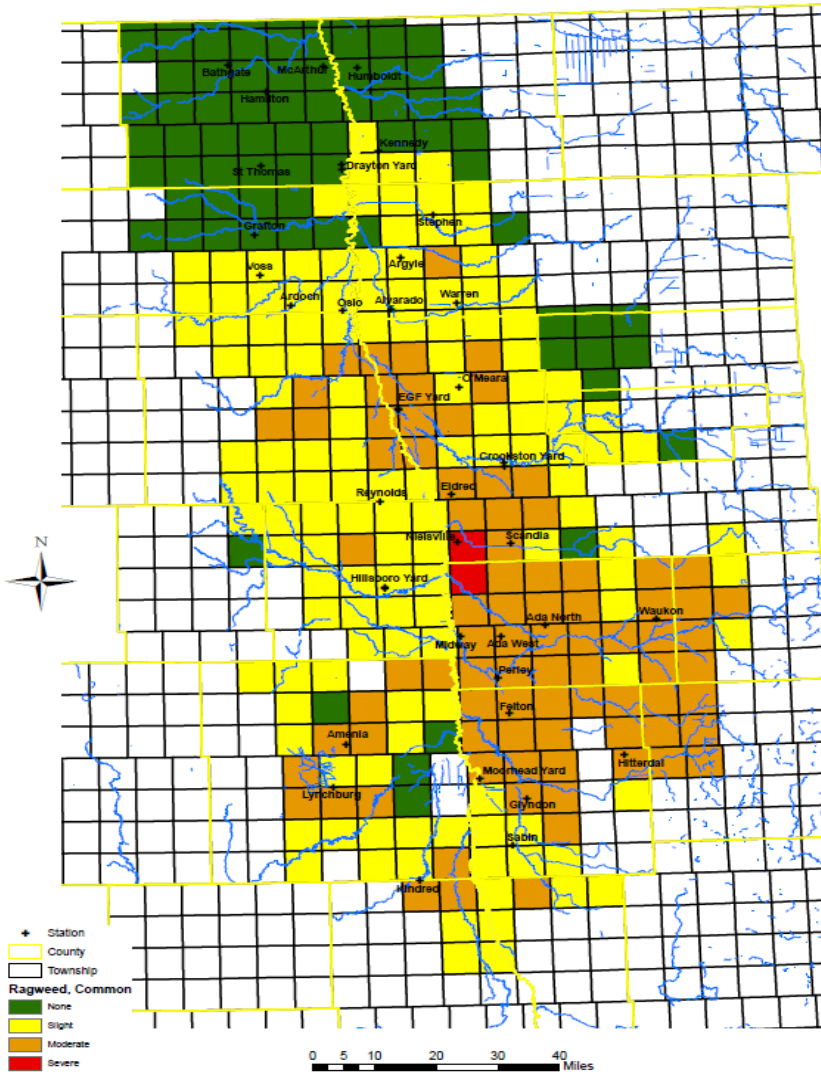 Bathgate
McArthur
Humboldt
Hamilton
Kennedy
St Thomas
Drayton Yard
Stephen
Grafton
Argyle
Voss
Ardoch
Oslo
Alvarado
Warren
O'Meara
EGF Yard
Crookston Yard
Eldred
Reynolds
Nielsville
Scandia
N
Hillsboro Yard
Ada North
Waukon
Midway
Ada West
Perley
Felton
Amenia
Hitterdal
Moorhead Yard
Lynchburg
Glyndon
Sabin
Kindred
Station
County
Township
Ragweed, Common
None
Slight
Moderate
Severe
0 5 10 20 30 40
Miles